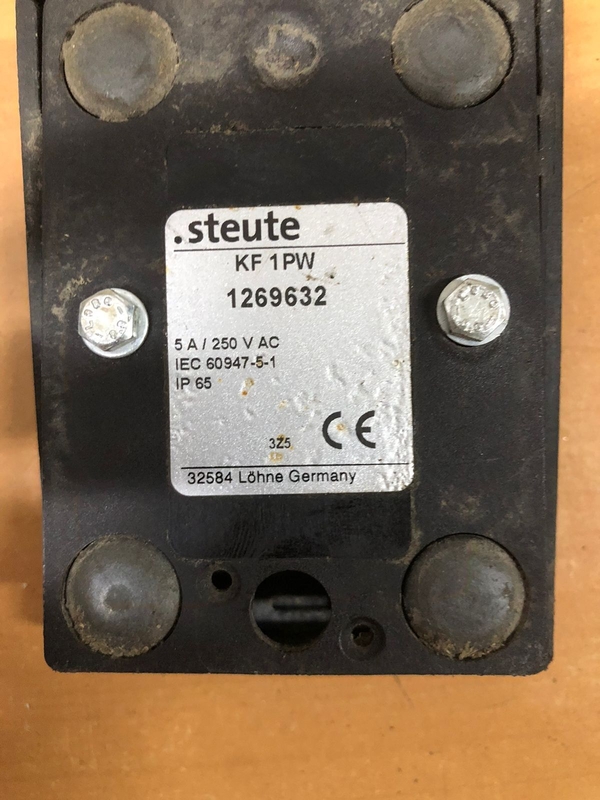 .steute
KF 1PW
1269632
5 A / 250 V AC
IEC 60947-5-1
IP 65
3Z5
CE
32584 Löhne Germany